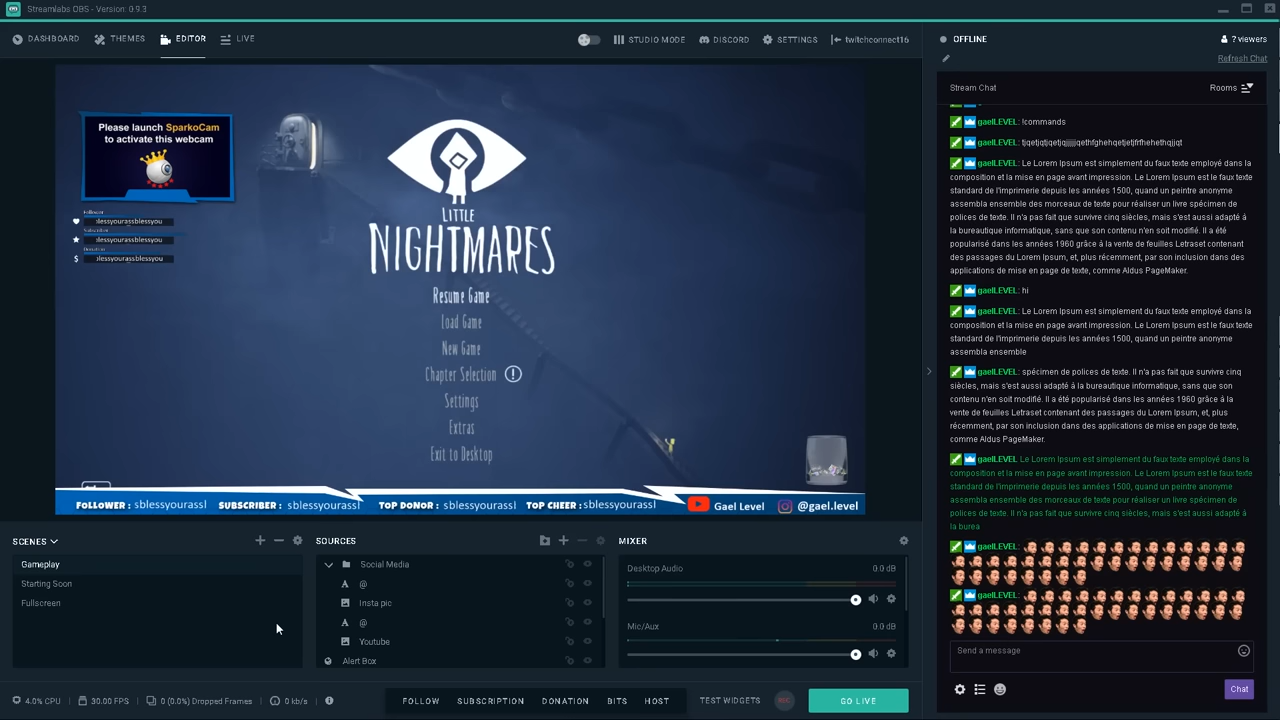 Streamlabs OBS - Version: 0.9.3
DASHBOARD THEMES EDITOR LIVE STUDIO MODE DISCORD SETTINGS twitchconnect16
OFFLINE ? viewers
Refresh Chat
Please launch SparkoCam
to activate this webcam
Follower
blessyourassblessyou
Subscriber
blessyourassblessyou
Donation
$ blessyourassblessyou
LITTLE
NIGHTMARES
Resume Game
Load Game
New Game
Chapter Selection
Settings
Extras
Exit to Desktop
FOLLOWER : sblessyourassl SUBSCRIBER : sblessyourassl TOP DONOR : sblessyourassl TOP CHEER : sblessyourassl Gael Level @gael.level
SCENES
Gameplay
Starting Soon
Fullscreen
SOURCES
Social Media
@
Insta pic
@
Youtube
Alert Box
MIXER
Desktop Audio 0.0 dB
Mic/Aux 0.0 dB
4.0% CPU 30.00 FPS 0 (0.0%) Dropped Frames 0 kb/s
FOLLOW SUBSCRIPTION DONATION BITS HOST TEST WIDGETS REC GO LIVE
Stream Chat Rooms
gaelLEVEL: !commands
gaelLEVEL:
gaelLEVEL: Le Lorem Ipsum est simplement du faux texte employé dans la
composition et la mise en page avant impression. Le Lorem Ipsum est le faux texte
standard de l'imprimerie depuis les années 1500, quand un peintre anonyme
assembla ensemble des morceaux de texte pour réaliser un livre spécimen de
polices de texte. Il n'a pas fait que survivre cinq siècles, mais s'est aussi adapté à
la bureautique informatique, sans que son contenu n'en soit modifié. Il a été
popularisé dans les années 1960 grâce à la vente de feuilles Letraset contenant
des passages du Lorem Ipsum, et, plus récemment, par son inclusion dans des
applications de mise en page de texte, comme Aldus PageMaker.
gaelLEVEL: hi
gaelLEVEL: Le Lorem Ipsum est simplement du faux texte employé dans la
composition et la mise en page avant impression. Le Lorem Ipsum est le faux texte
standard de l'imprimerie depuis les années 1500, quand un peintre anonyme
assembla ensemble
gaelLEVEL: spécimen de polices de texte. Il n'a pas fait que survivre cinq
siècles, mais s'est aussi adapté à la bureautique informatique, sans que son
contenu n'en soit modifié. Il a été popularisé dans les années 1960 grâce à la
vente de feuilles Letraset contenant des passages du Lorem Ipsum, et, plus
récemment, par son inclusion dans des applications de mise en page de texte,
comme Aldus PageMaker.
gaelLEVEL Le Lorem Ipsum est simplement du faux texte employé dans la
composition et la mise en page avant impression. Le Lorem Ipsum est le faux texte
standard de l'imprimerie depuis les années 1500, quand un peintre anonyme
assembla ensemble des morceaux de texte pour réaliser un livre spécimen de
polices de texte. Il n'a pas fait que survivre cinq siècles, mais s'est aussi adapté à
la burea
gaelLEVEL:
gaelLEVEL:
Send a message
Chat